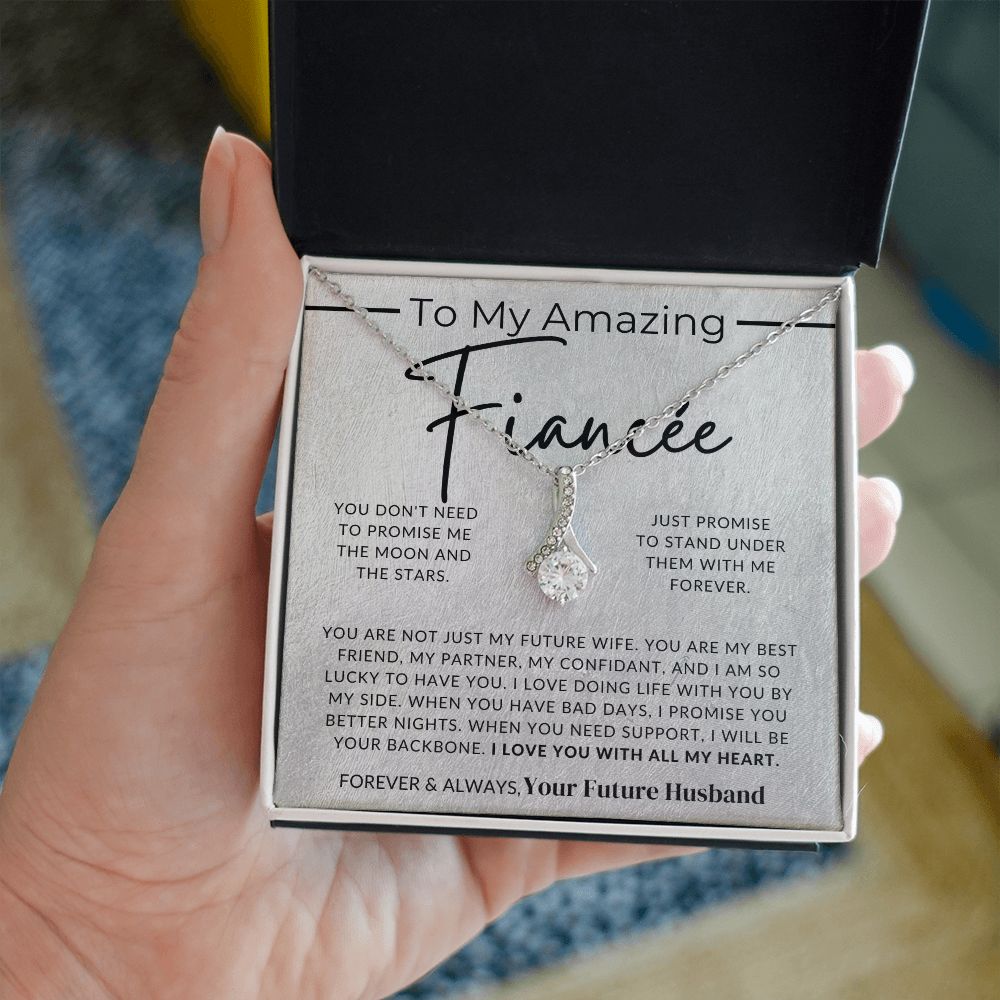 To My Amazing
Fiancée
YOU DON'T NEED
TO PROMISE ME
THE MOON AND
THE STARS.
JUST PROMISE
TO STAND UNDER
THEM WITH ME
FOREVER.
YOU ARE NOT JUST MY FUTURE WIFE. YOU ARE MY BEST
FRIEND, MY PARTNER, MY CONFIDANT, AND I AM SO
LUCKY TO HAVE YOU. I LOVE DOING LIFE WITH YOU BY
MY SIDE. WHEN YOU HAVE BAD DAYS, I PROMISE YOU
BETTER NIGHTS. WHEN YOU NEED SUPPORT, I WILL BE
YOUR BACKBONE. I LOVE YOU WITH ALL MY HEART.
FOREVER & ALWAYS, Your Future Husband